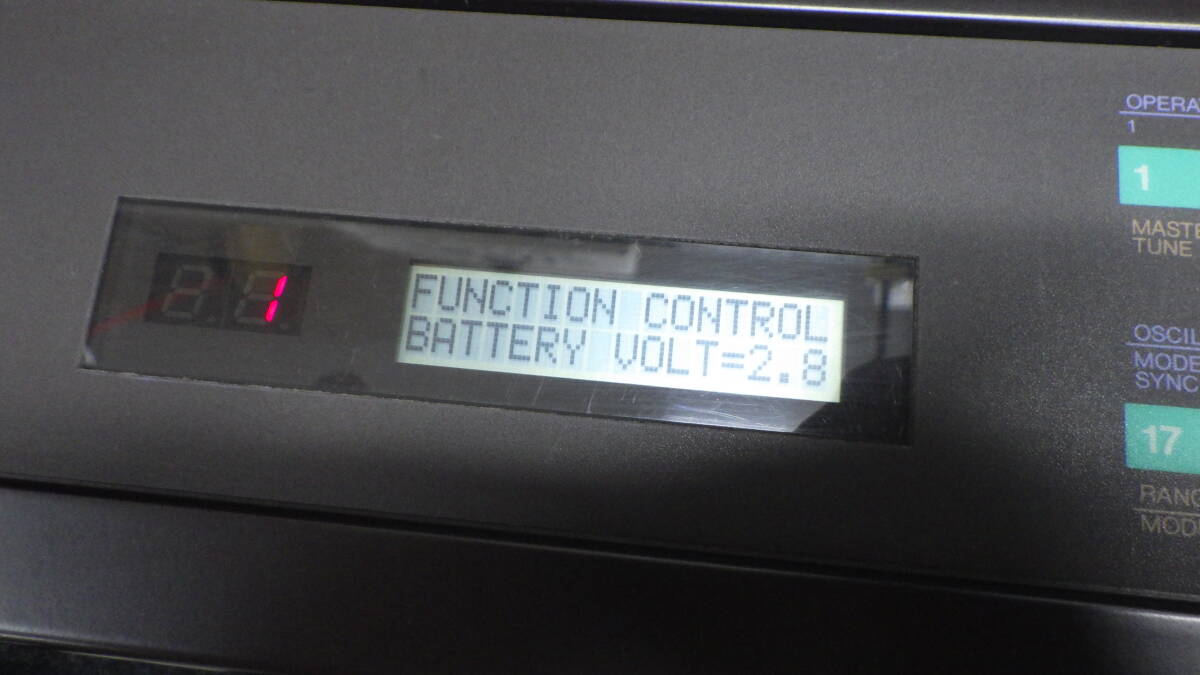 1
FUNCTION CONTROL
BATTERY VOLT=2.8
OPERA
1
1
MASTE
TUNE
OSCIL
MODE
SYNC
17
RANG
MOD